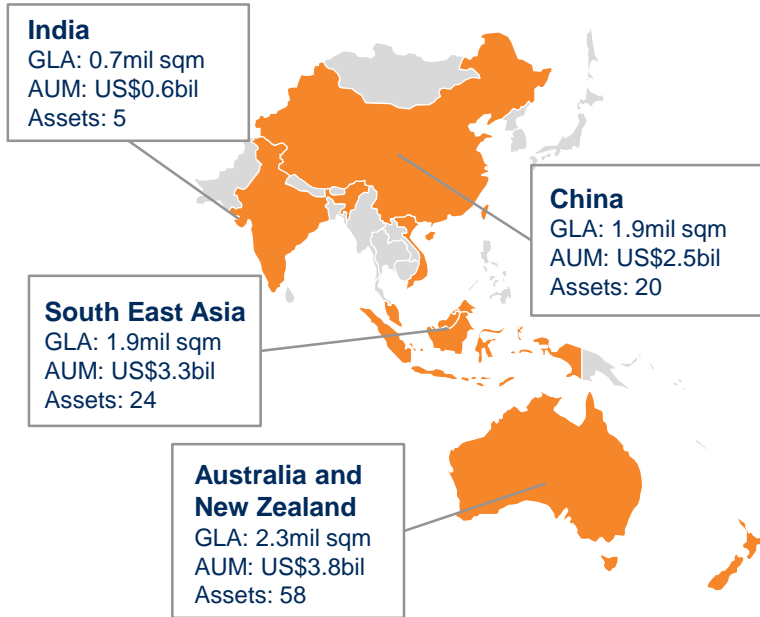 India
GLA: 0.7mil sqm
AUM: US$0.6bil
Assets: 5
China
GLA: 1.9mil sqm
AUM: US$2.5bil
Assets: 20
South East Asia
GLA: 1.9mil sqm
AUM: US$3.3bil
Assets: 24
Australia and
New Zealand
GLA: 2.3mil sqm
AUM: US$3.8bil
Assets: 58